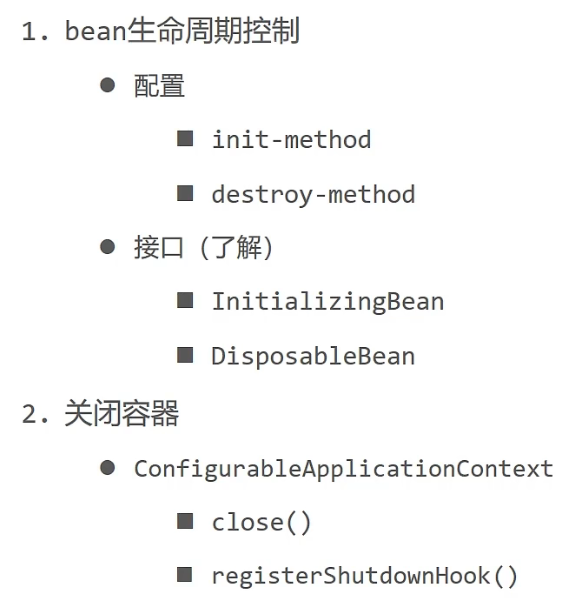 1. bean生命周期控制
● 配置
■ init-method
■ destroy-method
● 接口（了解）
■ InitializingBean
■ DisposableBean
2. 关闭容器
● ConfigurableApplicationContext
■ close()
■ registerShutdownHook()